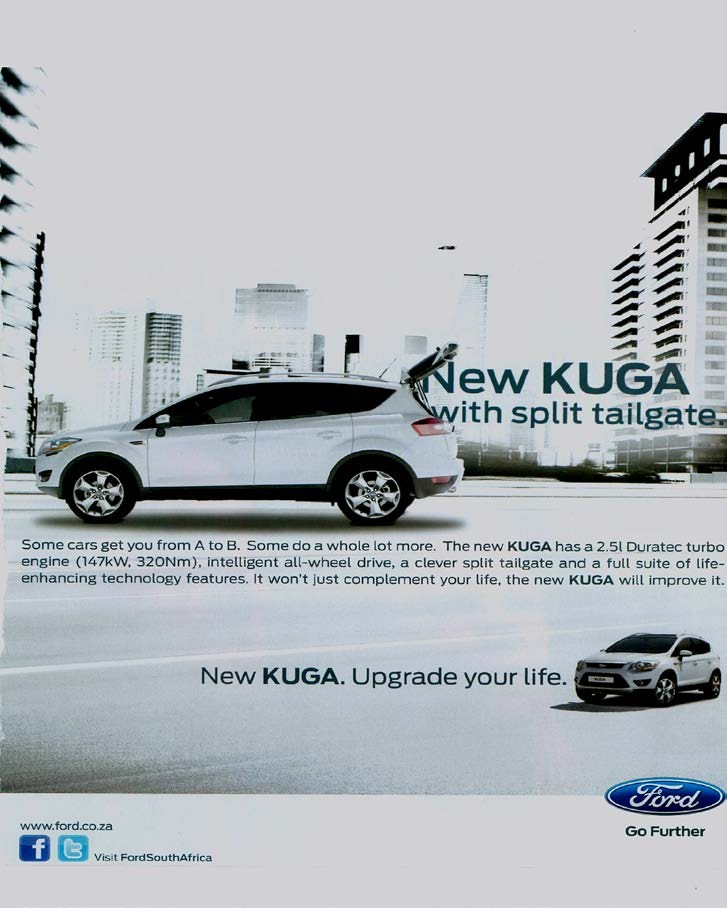 New KUGA
with split tailgate.
Some cars get you from A to B. Some do a whole lot more. The new KUGA has a 2.5l Duratec turbo
engine (147kW, 320Nm), intelligent all-wheel drive, a clever split tailgate and a full suite of life-
enhancing technology features. It won't just complement your life, the new KUGA will improve it.
New KUGA. Upgrade your life.
KUGA
Ford
Go Further
www.ford.co.za
f t Visit FordSouthAfrica